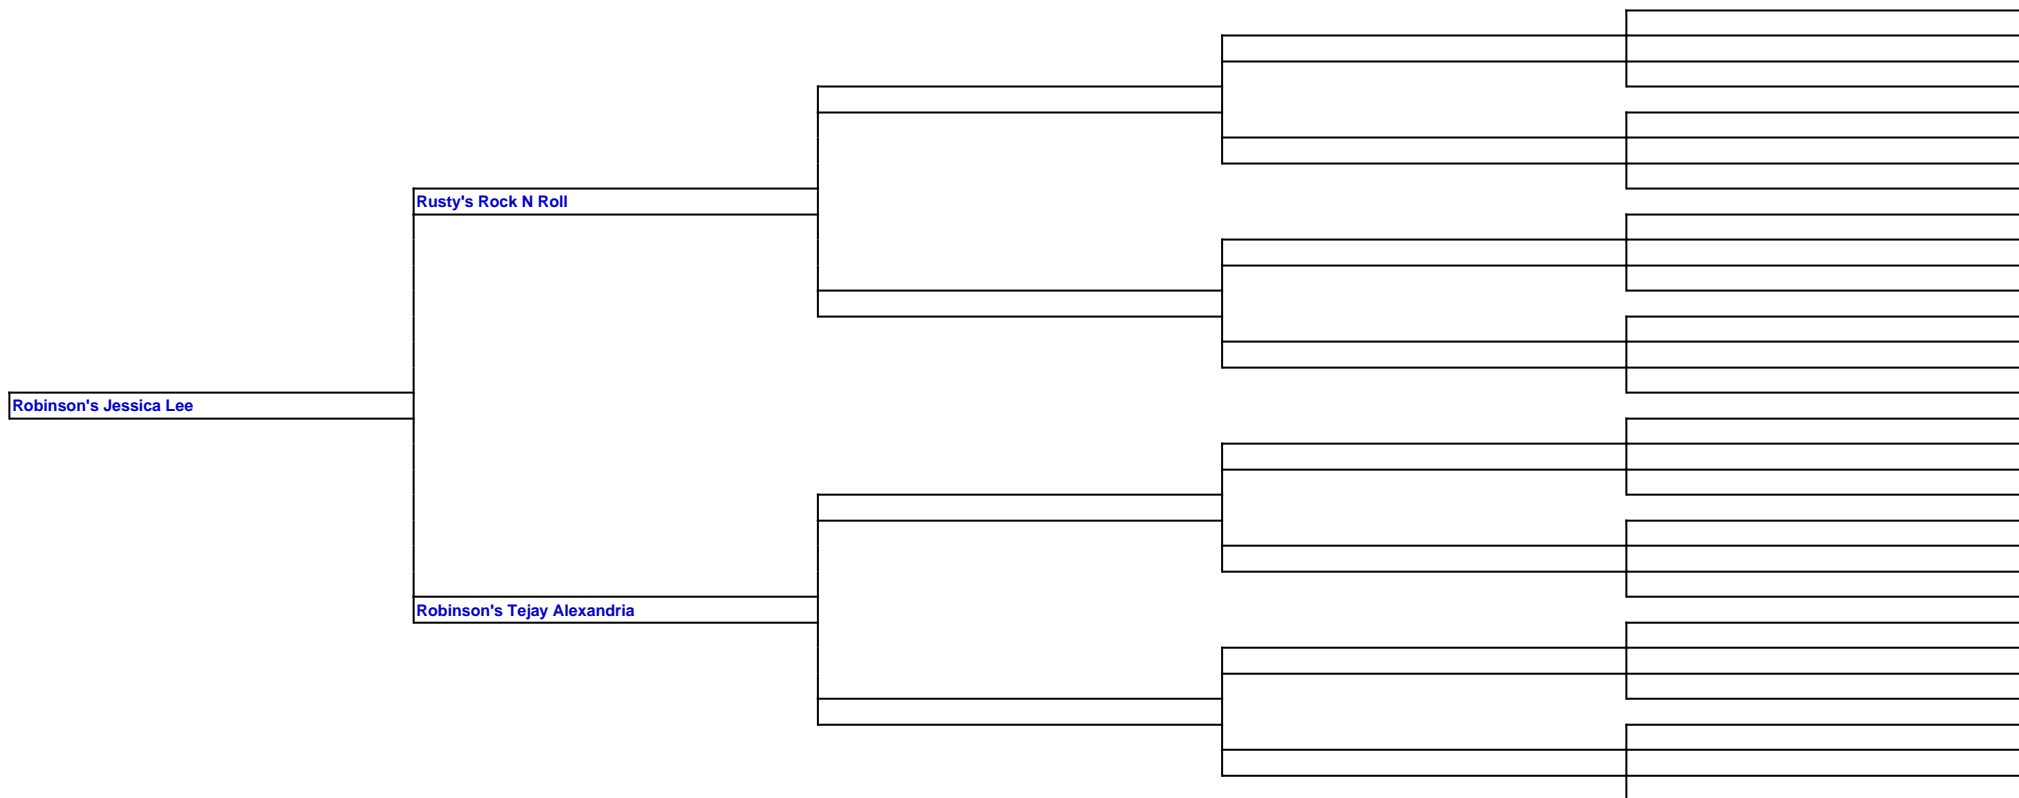 Rusty's Rock N Roll
Robinson's Jessica Lee
Robinson's Tejay Alexandria